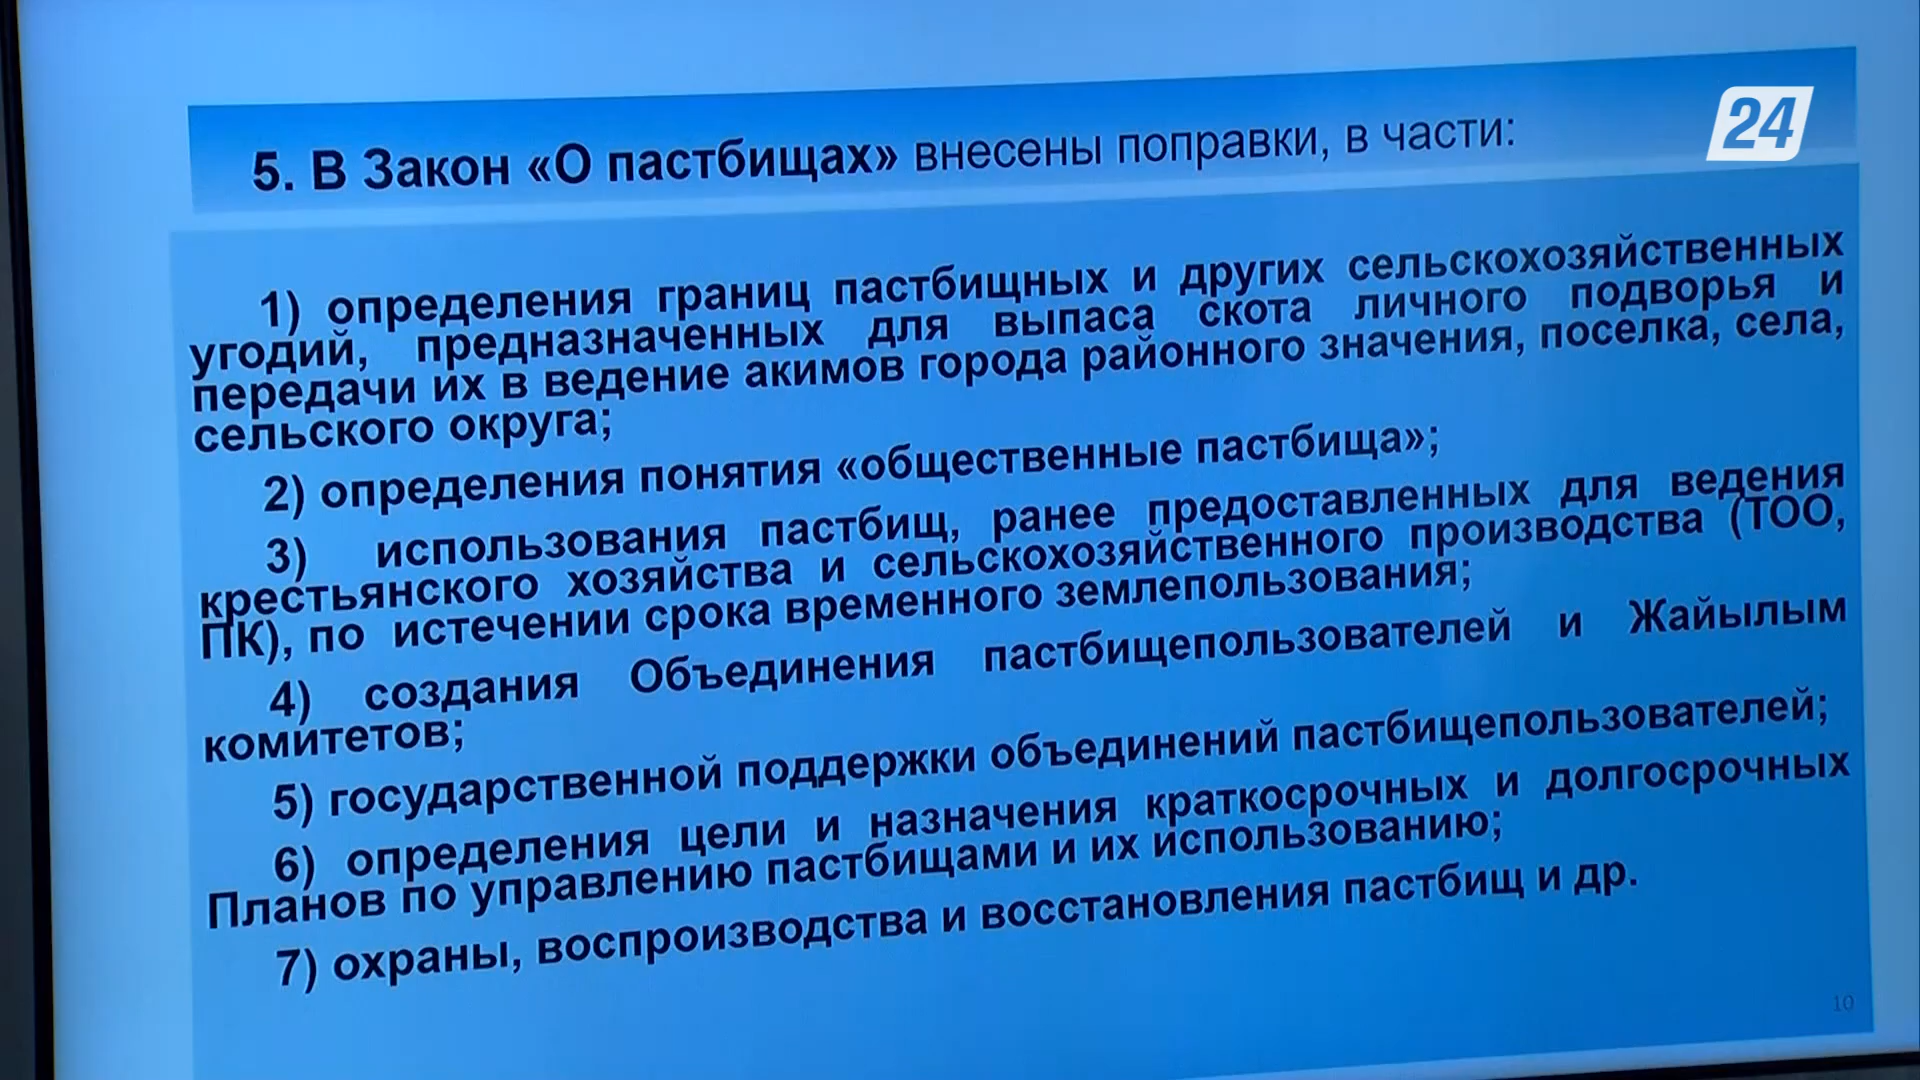 24
5. В Закон «О пастбищах» внесены поправки, в части:
1) определения границ пастбищных и других сельскохозяйственных
угодий, предназначенных для выпаса скота личного подворья и
передачи их в ведение акимов города районного значения, поселка, села,
сельского округа;
2) определения понятия «общественные пастбища»;
3) использования пастбищ, ранее предоставленных для ведения
крестьянского хозяйства и сельскохозяйственного производства (ТОО,
ПК), по истечении срока временного землепользования;
4) создания Объединения пастбищепользователей и Жайылым
комитетов;
5) государственной поддержки объединений пастбищепользователей;
6) определения цели и назначения краткосрочных и долгосрочных
Планов по управлению пастбищами и их использованию;
7) охраны, воспроизводства и восстановления пастбищ и др.
10